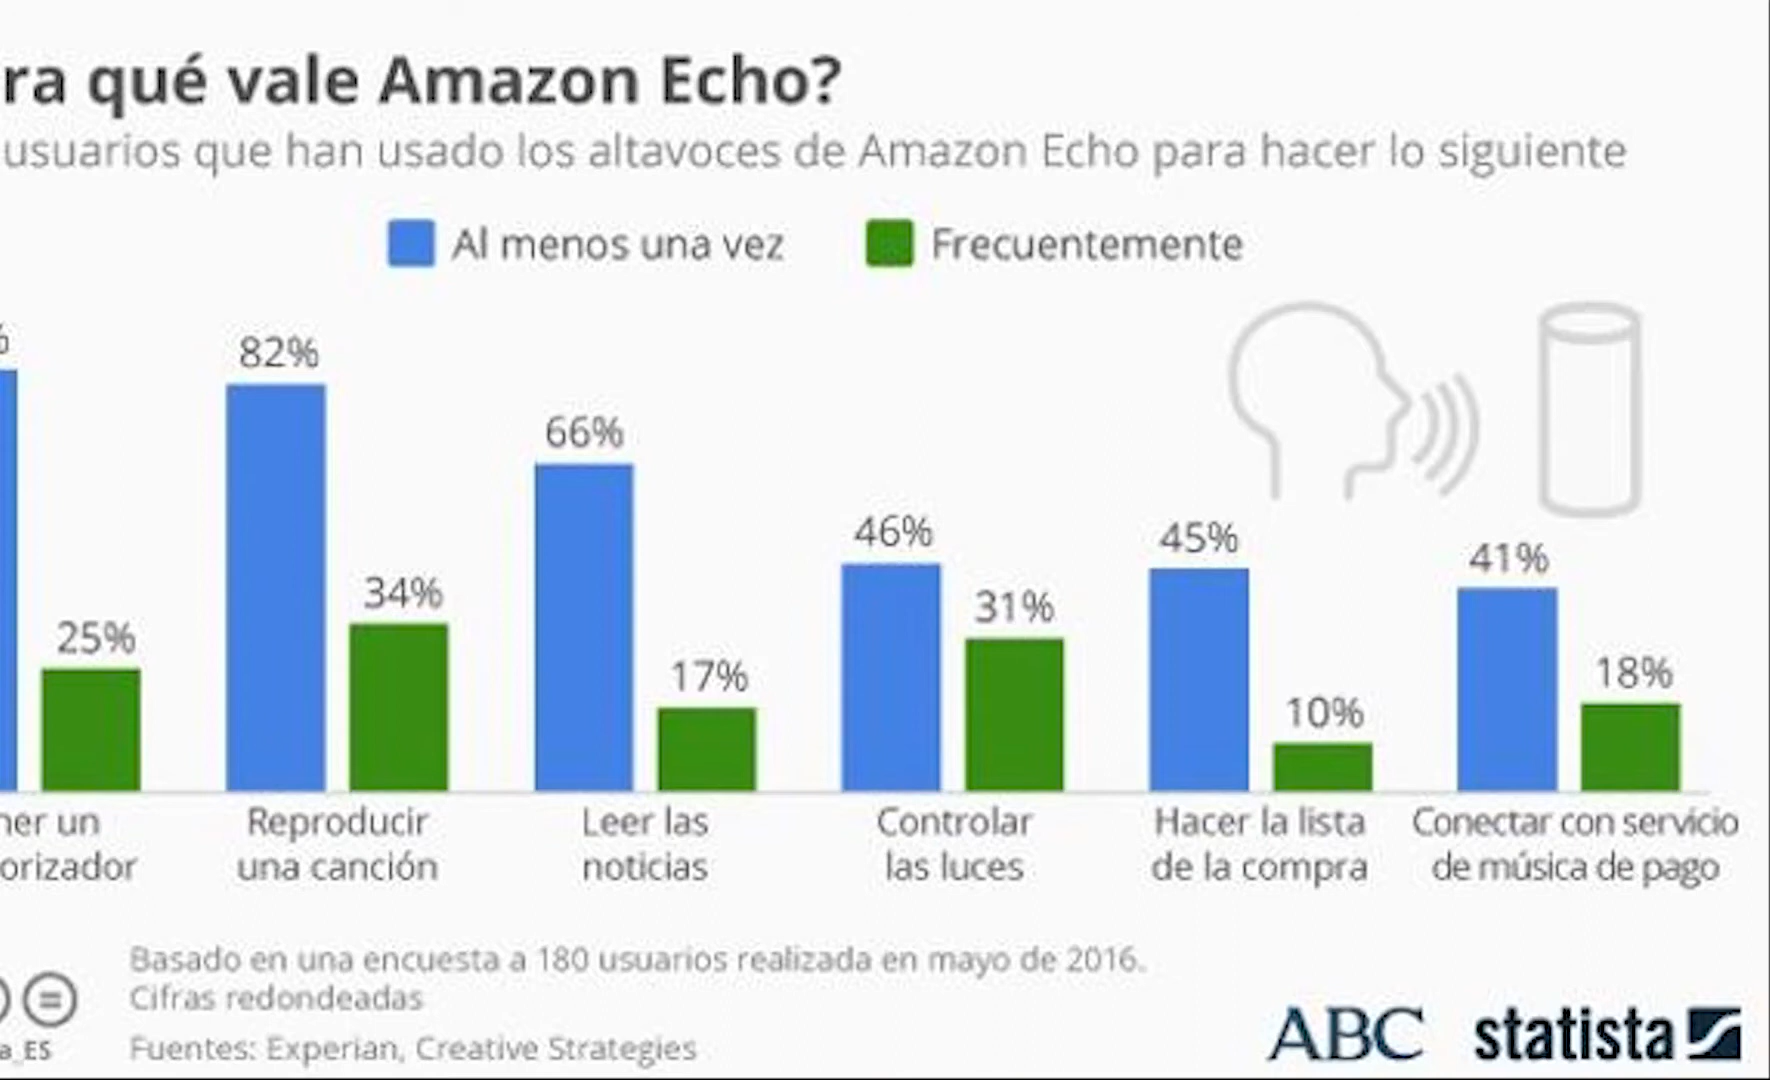 ra qué vale Amazon Echo?
usuarios que han usado los altavoces de Amazon Echo para hacer lo siguiente
Al menos una vez Frecuentemente
%
82%
66%
46%
45%
41%
34%
31%
25%
17%
18%
10%
ner un Reproducir Leer las Controlar Hacer la lista Conectar con servicio
orizador una canción noticias las luces de la compra de música de pago
Basado en una encuesta a 180 usuarios realizada en mayo de 2016.
Cifras redondeadas
Fuentes: Experian, Creative Strategies
a_ES
ABC statista